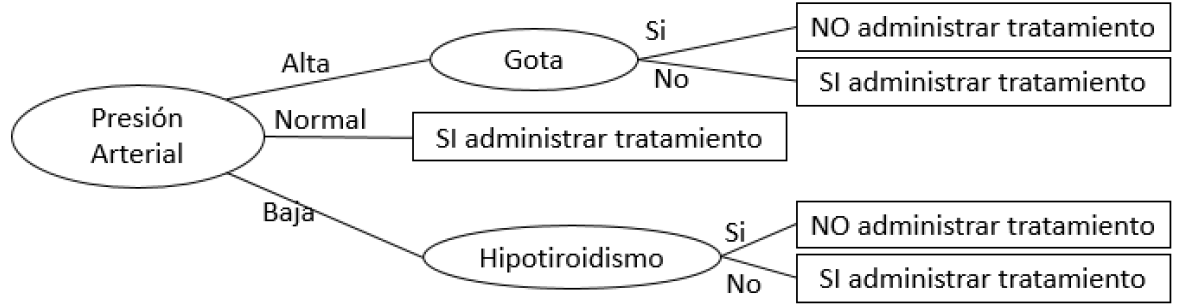 Presión
Arterial
Alta
Gota
Si
NO administrar tratamiento
No
SI administrar tratamiento
Normal
SI administrar tratamiento
Baja
Hipotiroidismo
Si
NO administrar tratamiento
No
SI administrar tratamiento